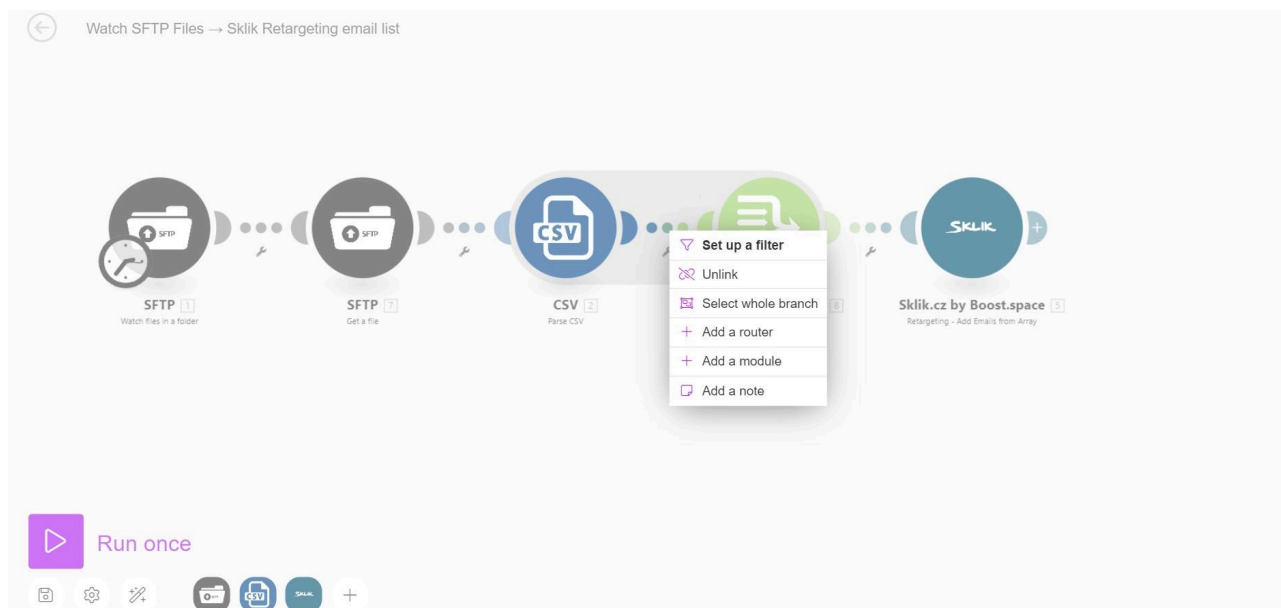 Watch SFTP Files → Sklik Retargeting email list
SFTP
SFTP
CSV
SKLIK
SFTP 1
Watch files in a folder
SFTP 7
Get a file
CSV 2
Parse CSV
Set up a filter
Unlink
Select whole branch
Add a router
Add a module
Add a note
Sklik.cz by Boost.space 5
Retargeting - Add Emails from Array
Run once
CSV
SKLIK